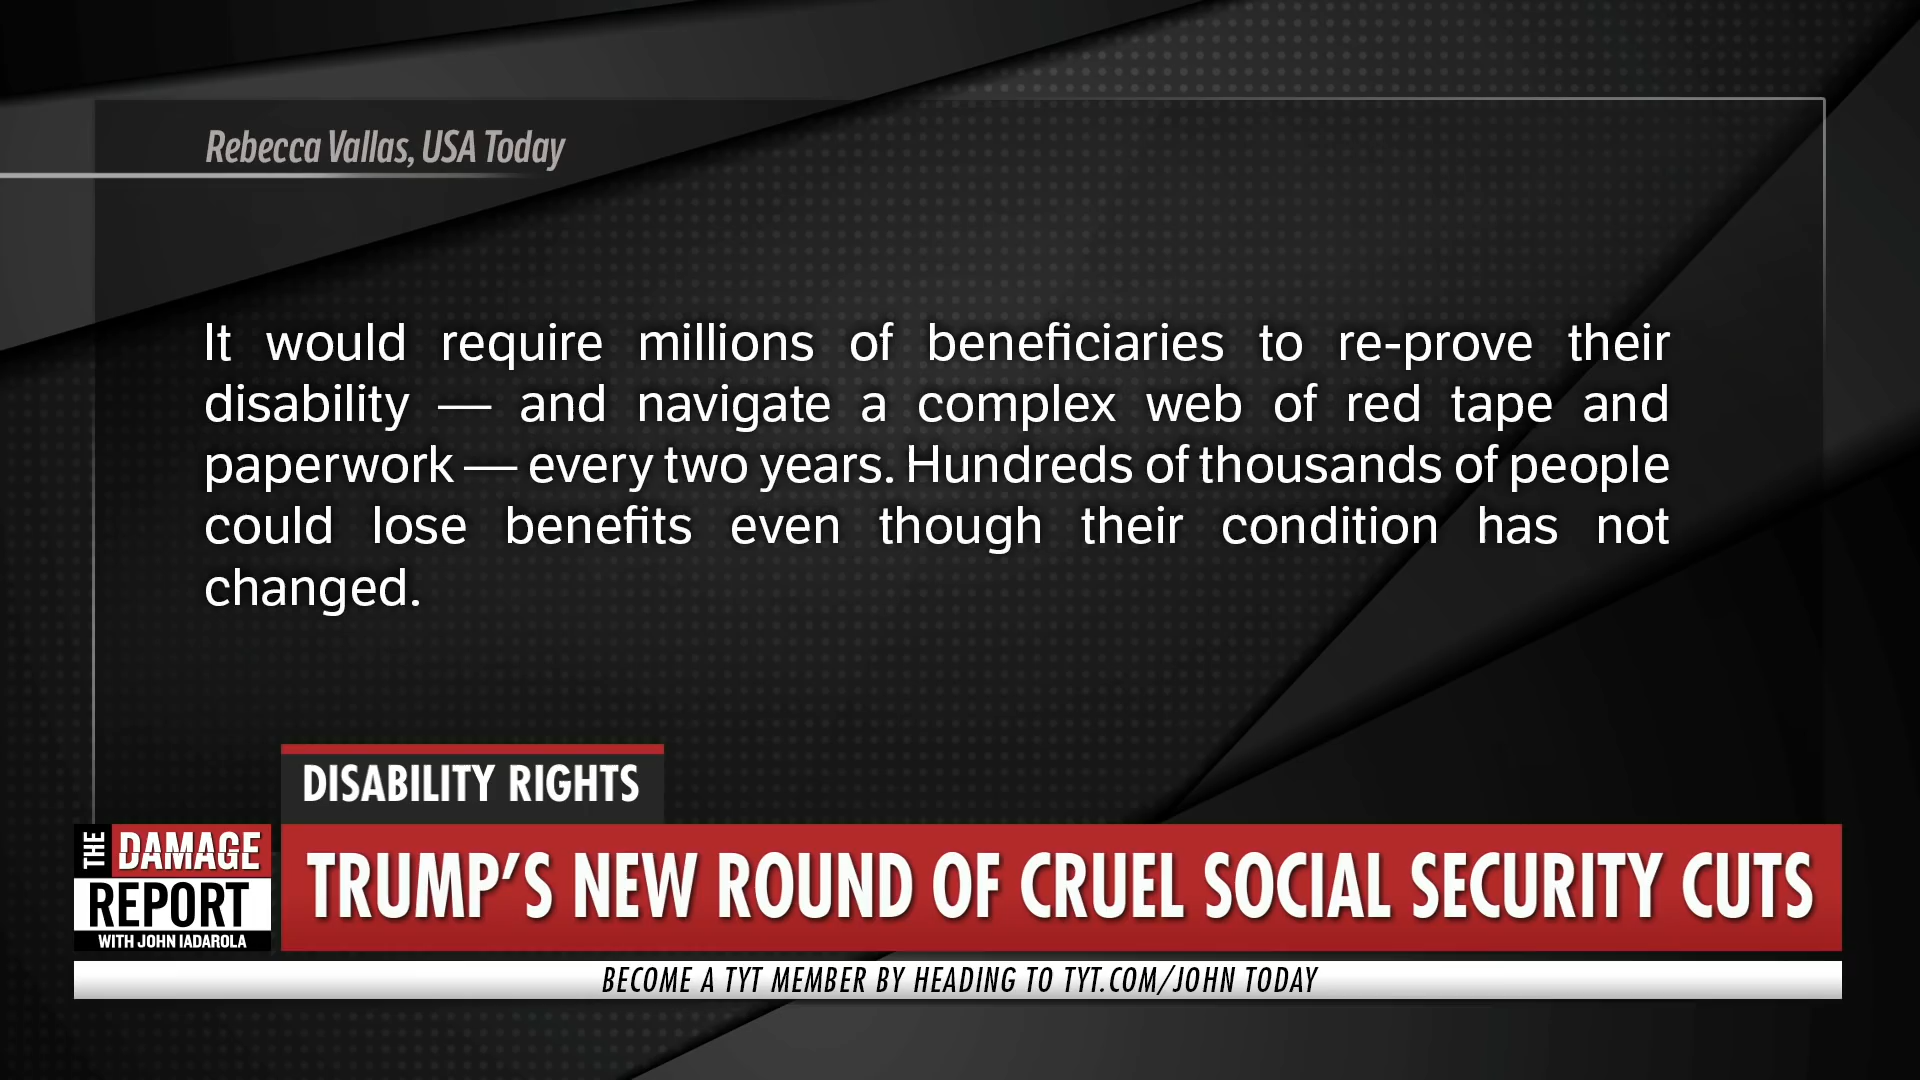 Rebecca Vallas, USA Today
It would require millions of beneficiaries to re-prove their
disability — and navigate a complex web of red tape and
paperwork — every two years. Hundreds of thousands of people
could lose benefits even though their condition has not
changed.
DISABILITY RIGHTS
THE DAMAGE
REPORT
WITH JOHN IADAROLA
TRUMP’S NEW ROUND OF CRUEL SOCIAL SECURITY CUTS
BECOME A TYT MEMBER BY HEADING TO TYT.COM/JOHN TODAY